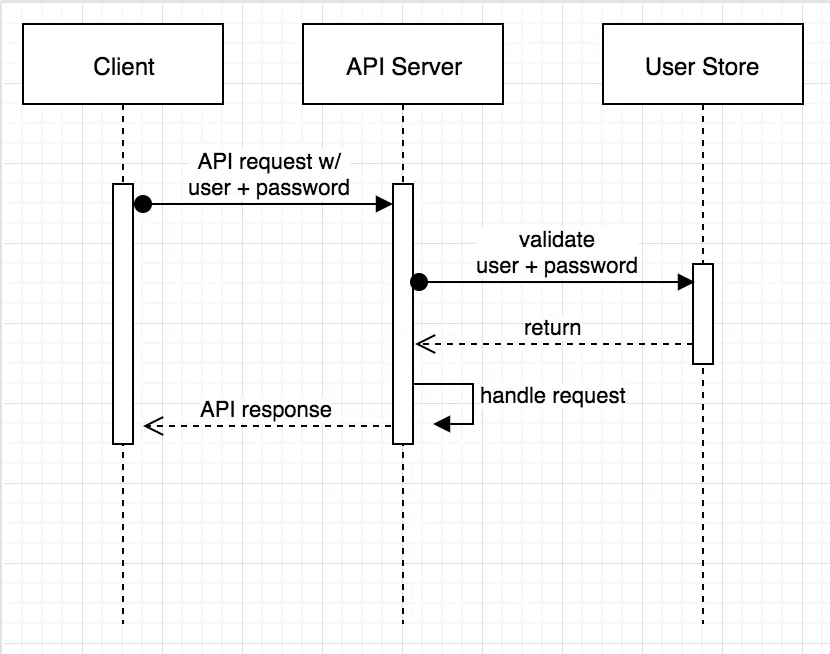 Client
API Server
User Store
API request w/
user + password
validate
user + password
return
handle request
API response